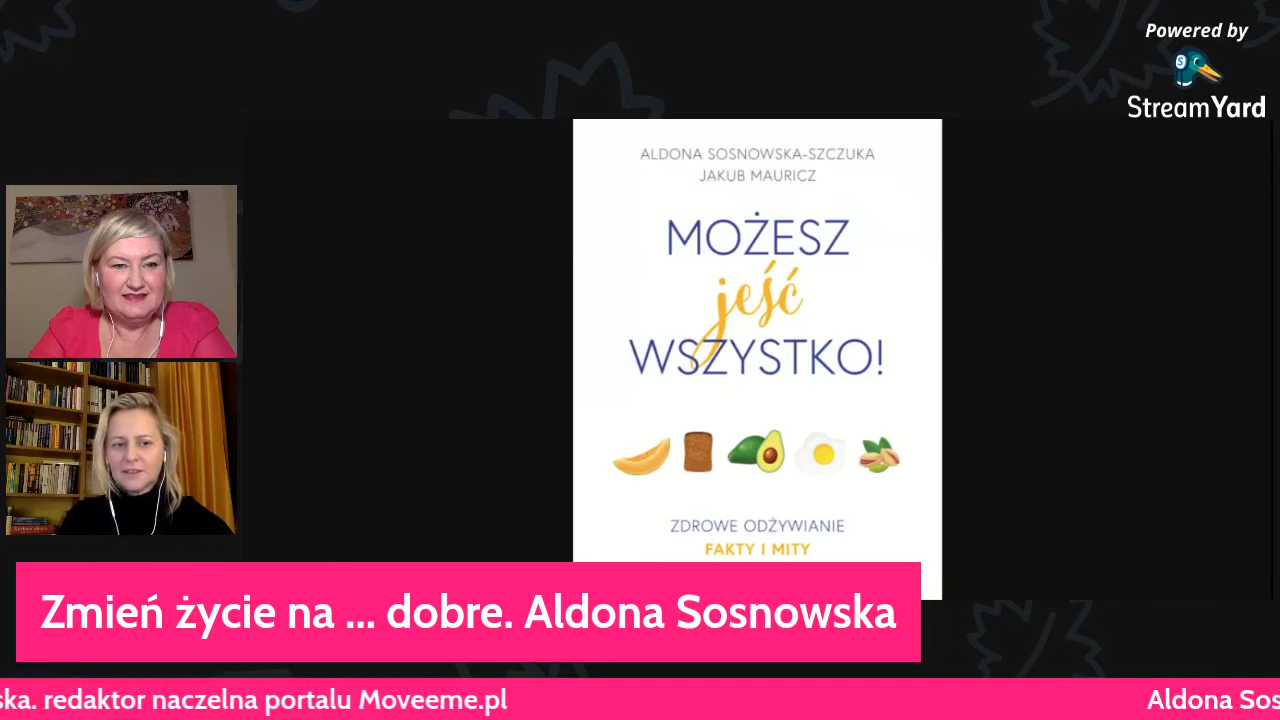 Powered by
StreamYard
ALDONA SOSNOWSKA-SZCZUKA
JAKUB MAURICZ
MOŻESZ
jeść
WSZYSTKO!
ZDROWE ODŻYWIANIE
FAKTY I MITY
Zmień życie na ... dobre. Aldona Sosnowska
ska. redaktor naczelna portalu Moveeme.pl
Aldona Sos